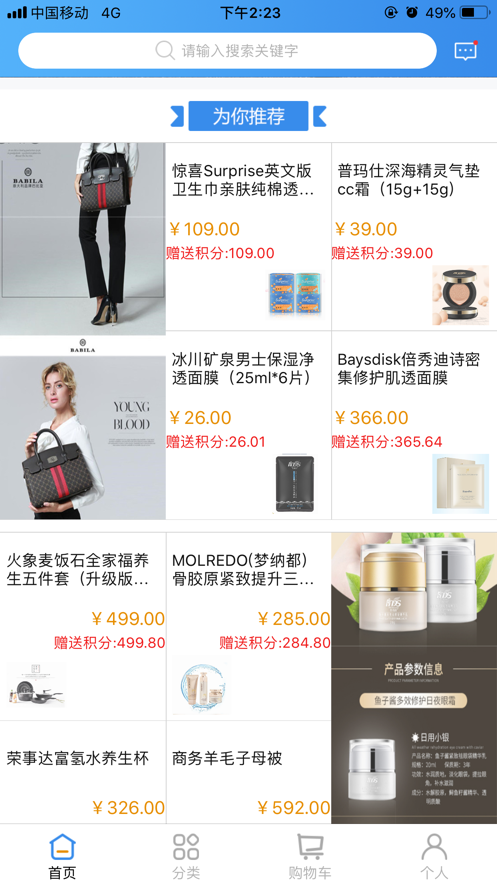 中国移动 4G 下午2:23 49%
请输入搜索关键字
为你推荐
BABILA
惊喜Surprise英文版
卫生巾亲肤纯棉透...
¥109.00
赠送积分:109.00
普玛仕深海精灵气垫
cc霜（15g+15g)
¥39.00
赠送积分:39.00
BABILA
YOUNG
BLOOD
冰川矿泉男士保湿净
透面膜（25ml*6片）
¥26.00
赠送积分:26.01
Baysdisk倍秀迪诗密
集修护肌透面膜
¥366.00
赠送积分:365.64
火象麦饭石全家福养
生五件套（升级版...
¥499.00
赠送积分:499.80
MOLREDO(梦纳都）
骨胶原紧致提升三...
¥285.00
赠送积分:284.80
产品参数信息
PRODUCT PARAMETER INFORMATION
鱼子酱多效修护日夜眼霜
日用小银
荣事达富氢水养生杯
¥326.00
商务羊毛子母被
¥592.00
首页
分类
购物车
个人